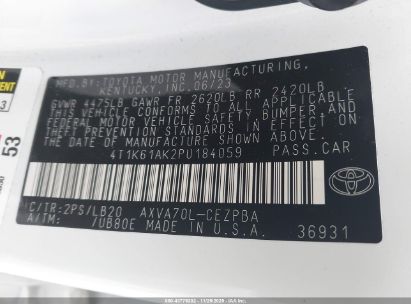 MFD. BY: TOYOTA MOTOR MANUFACTURING,
KENTUCKY, INC. 06/23
GVWR 4475LB GAWR FR 2620LB RR 2420LB
THIS VEHICLE CONFORMS TO ALL APPLICABLE
FEDERAL MOTOR VEHICLE SAFETY, BUMPER, AND
THEFT PREVENTION STANDARDS IN EFFECT ON
THE DATE OF MANUFACTURE SHOWN ABOVE.
4T1K61AK2PU184059 PASS.CAR
C/TR:2PS/LB20 AXVA70L-CEZPBA
A/TM: /UB80E MADE IN U.S.A.
36931
TOYOTA
53